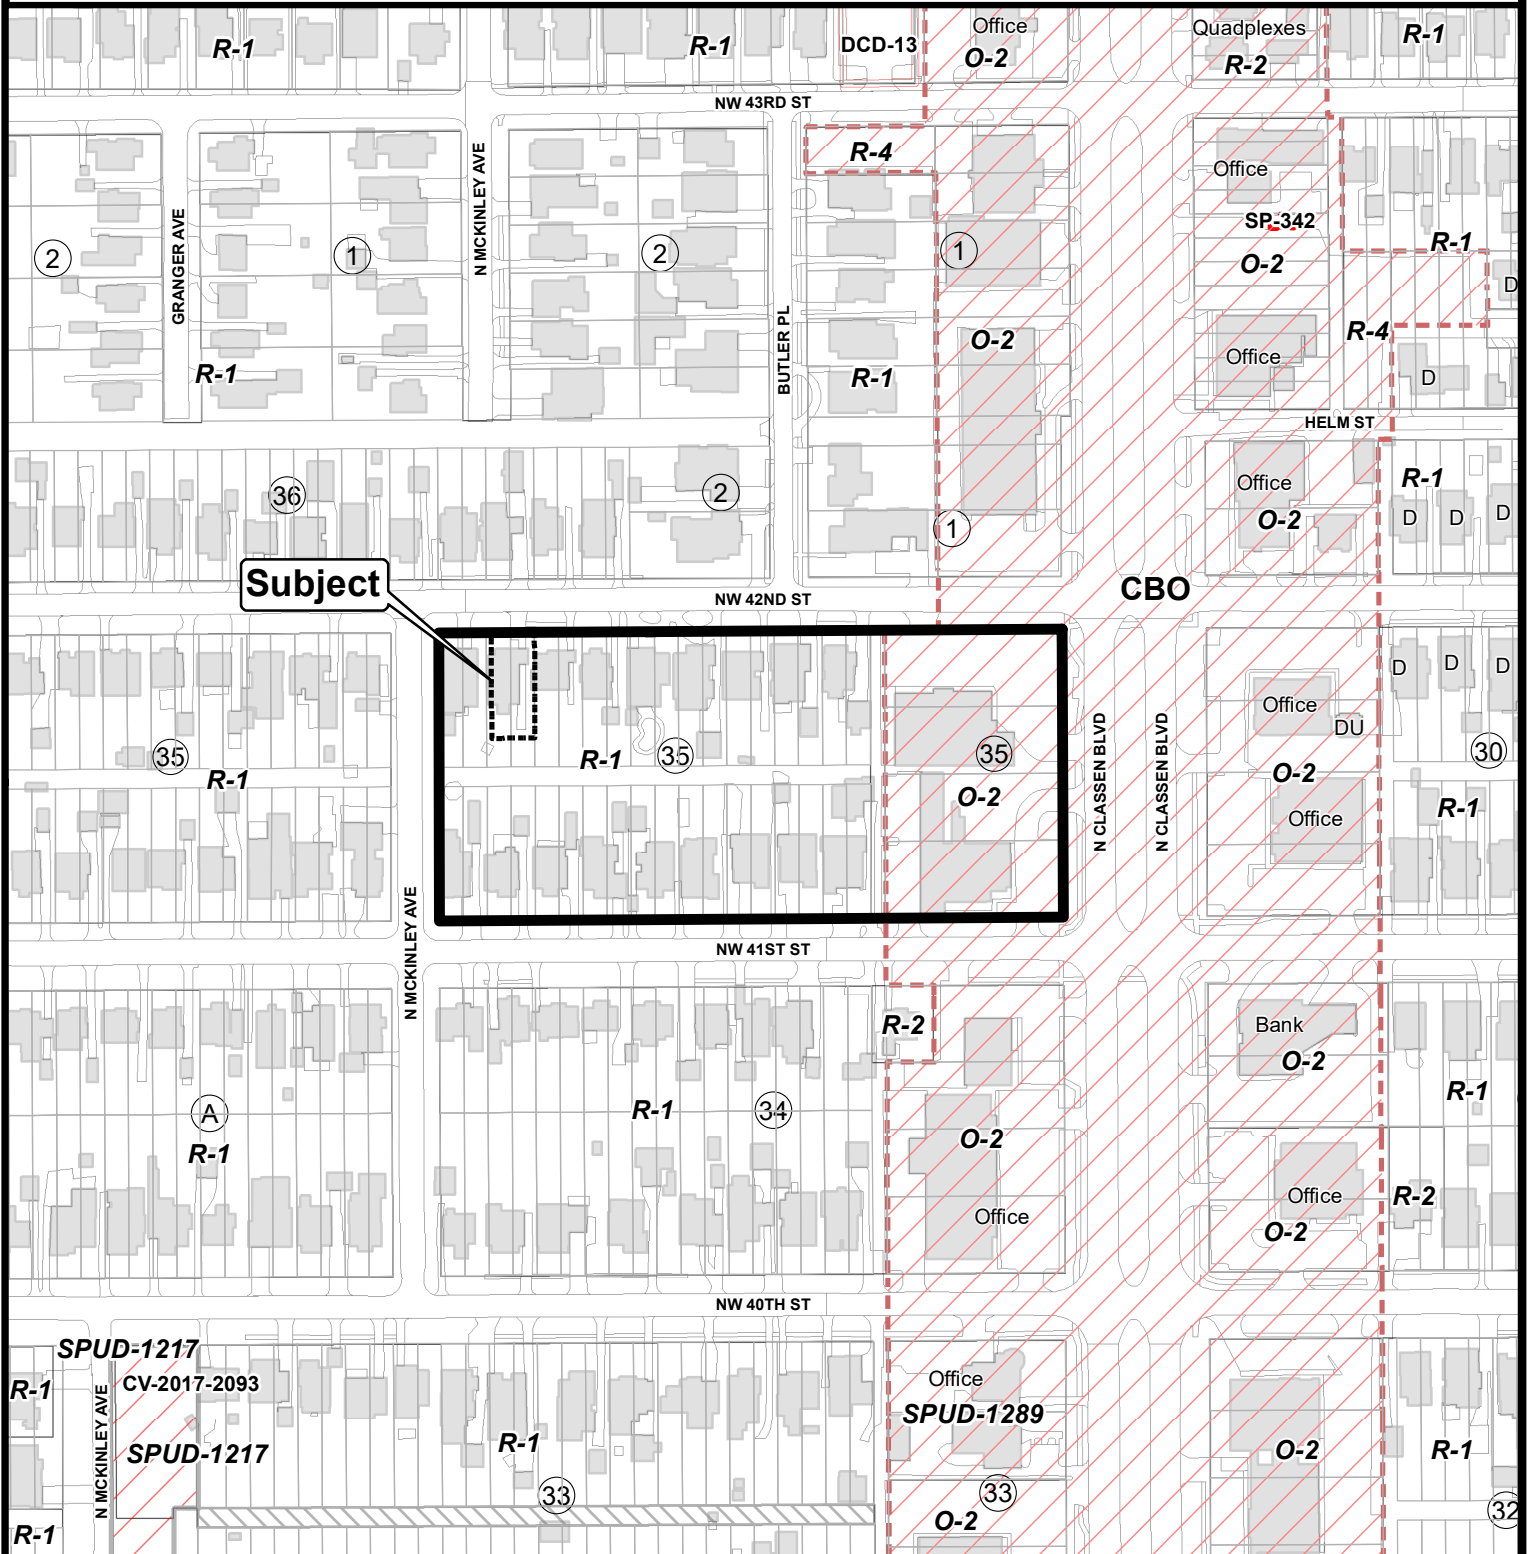 R-1
R-1
DCD-13
Office
O-2
Quadplexes
R-2
R-1
NW 43RD ST
R-4
Office
SP-342
O-2
R-1
2
GRANGER AVE
1
N MCKINLEY AVE
2
1
D
BUTLER PL
O-2
R-4
Office
R-1
R-1
D
HELM ST
36
2
1
Office
O-2
R-1
D
D
D
Subject
NW 42ND ST
CBO
D
D
D
Office
DU
35
R-1
R-1
35
35
O-2
N CLASSEN BLVD
N CLASSEN BLVD
O-2
Office
30
R-1
N MCKINLEY AVE
NW 41ST ST
R-2
Bank
O-2
A
R-1
R-1
34
O-2
R-1
Office
Office
O-2
R-2
NW 40TH ST
SPUD-1217
R-1
CV-2017-2093
SPUD-1217
N MCKINLEY AVE
R-1
Office
SPUD-1289
O-2
R-1
33
33
O-2
32
R-1